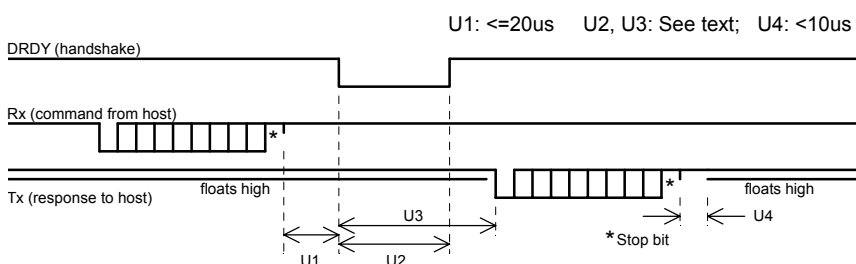 U1: <=20us U2, U3: See text; U4: <10us
DRDY (handshake)
Rx (command from host)
*
Tx (response to host)
floats high
*
floats high
U3
U4
*Stop bit
U1
U2